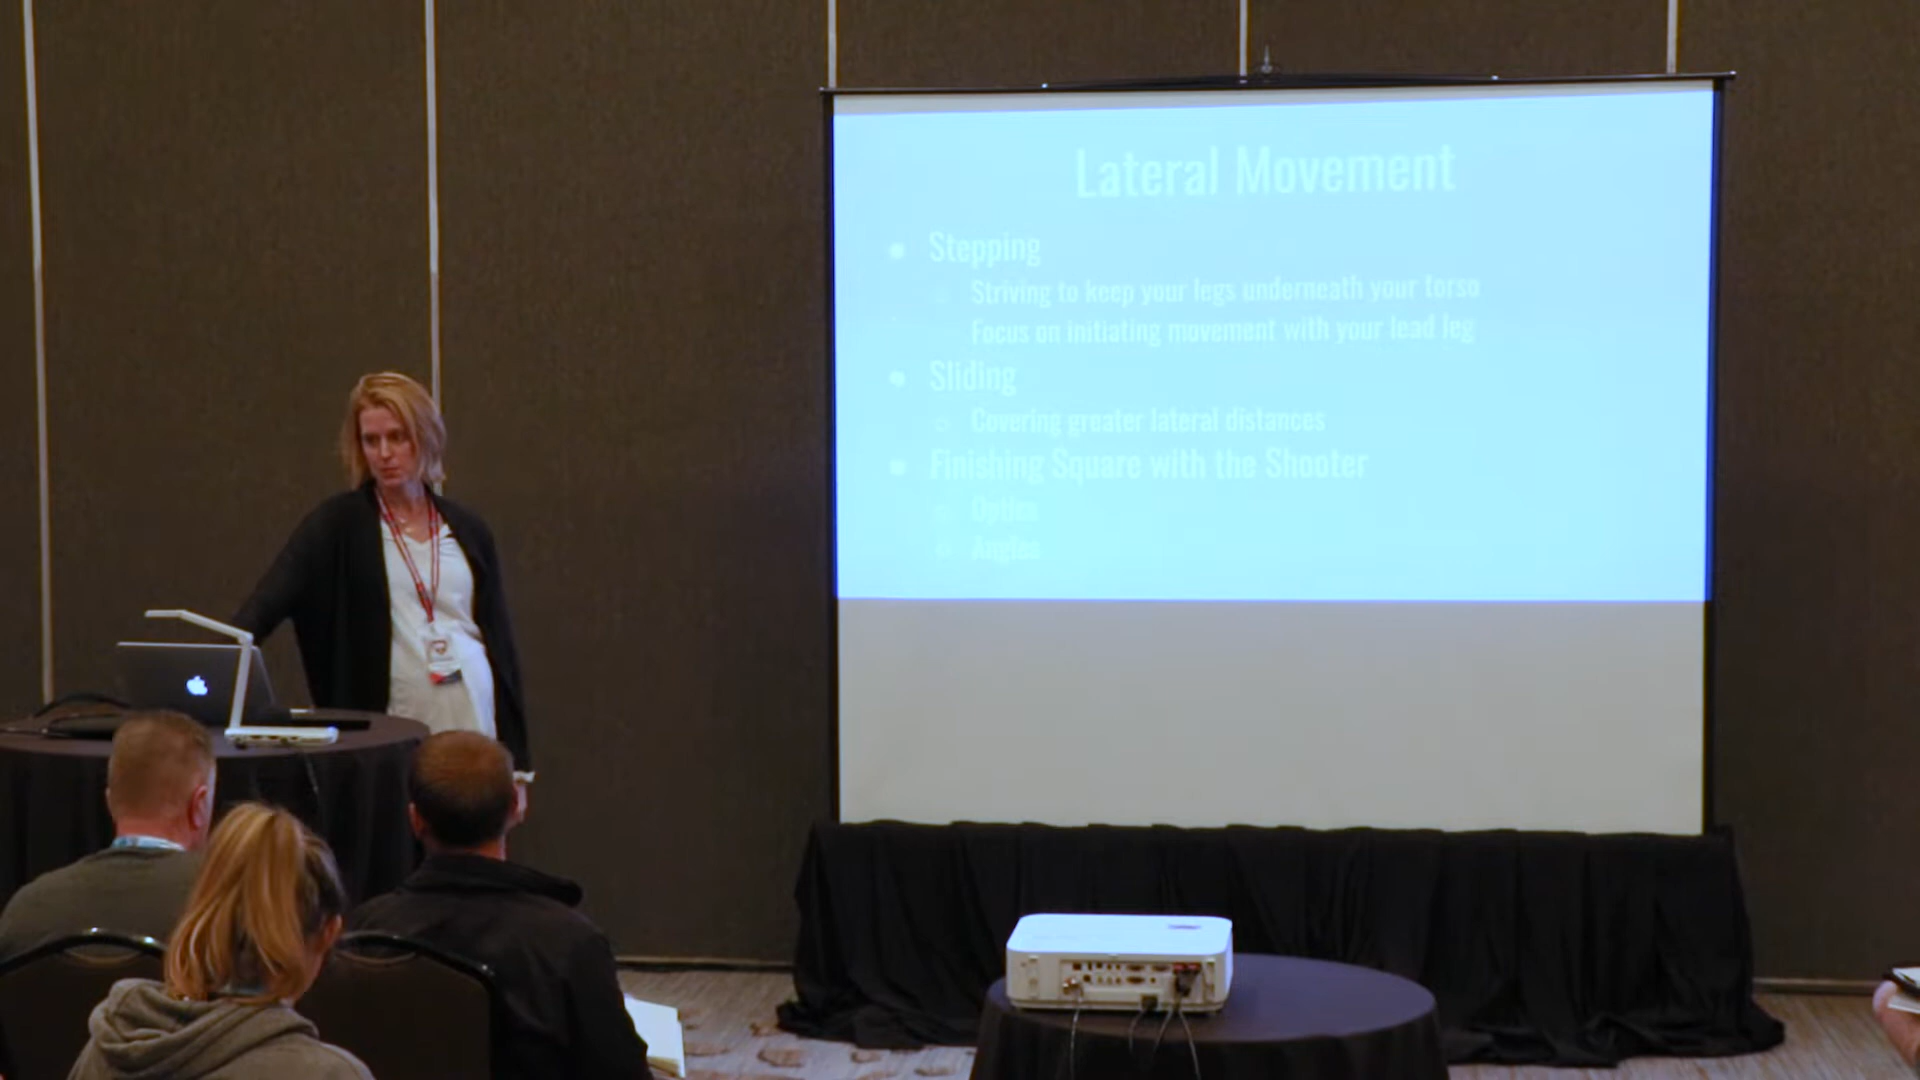 Lateral Movement
Stepping
Striving to keep your legs underneath your torso
Focus on initiating movement with your lead leg
Sliding
Covering greater lateral distances
Finishing Square with the Shooter
Optics
Angles